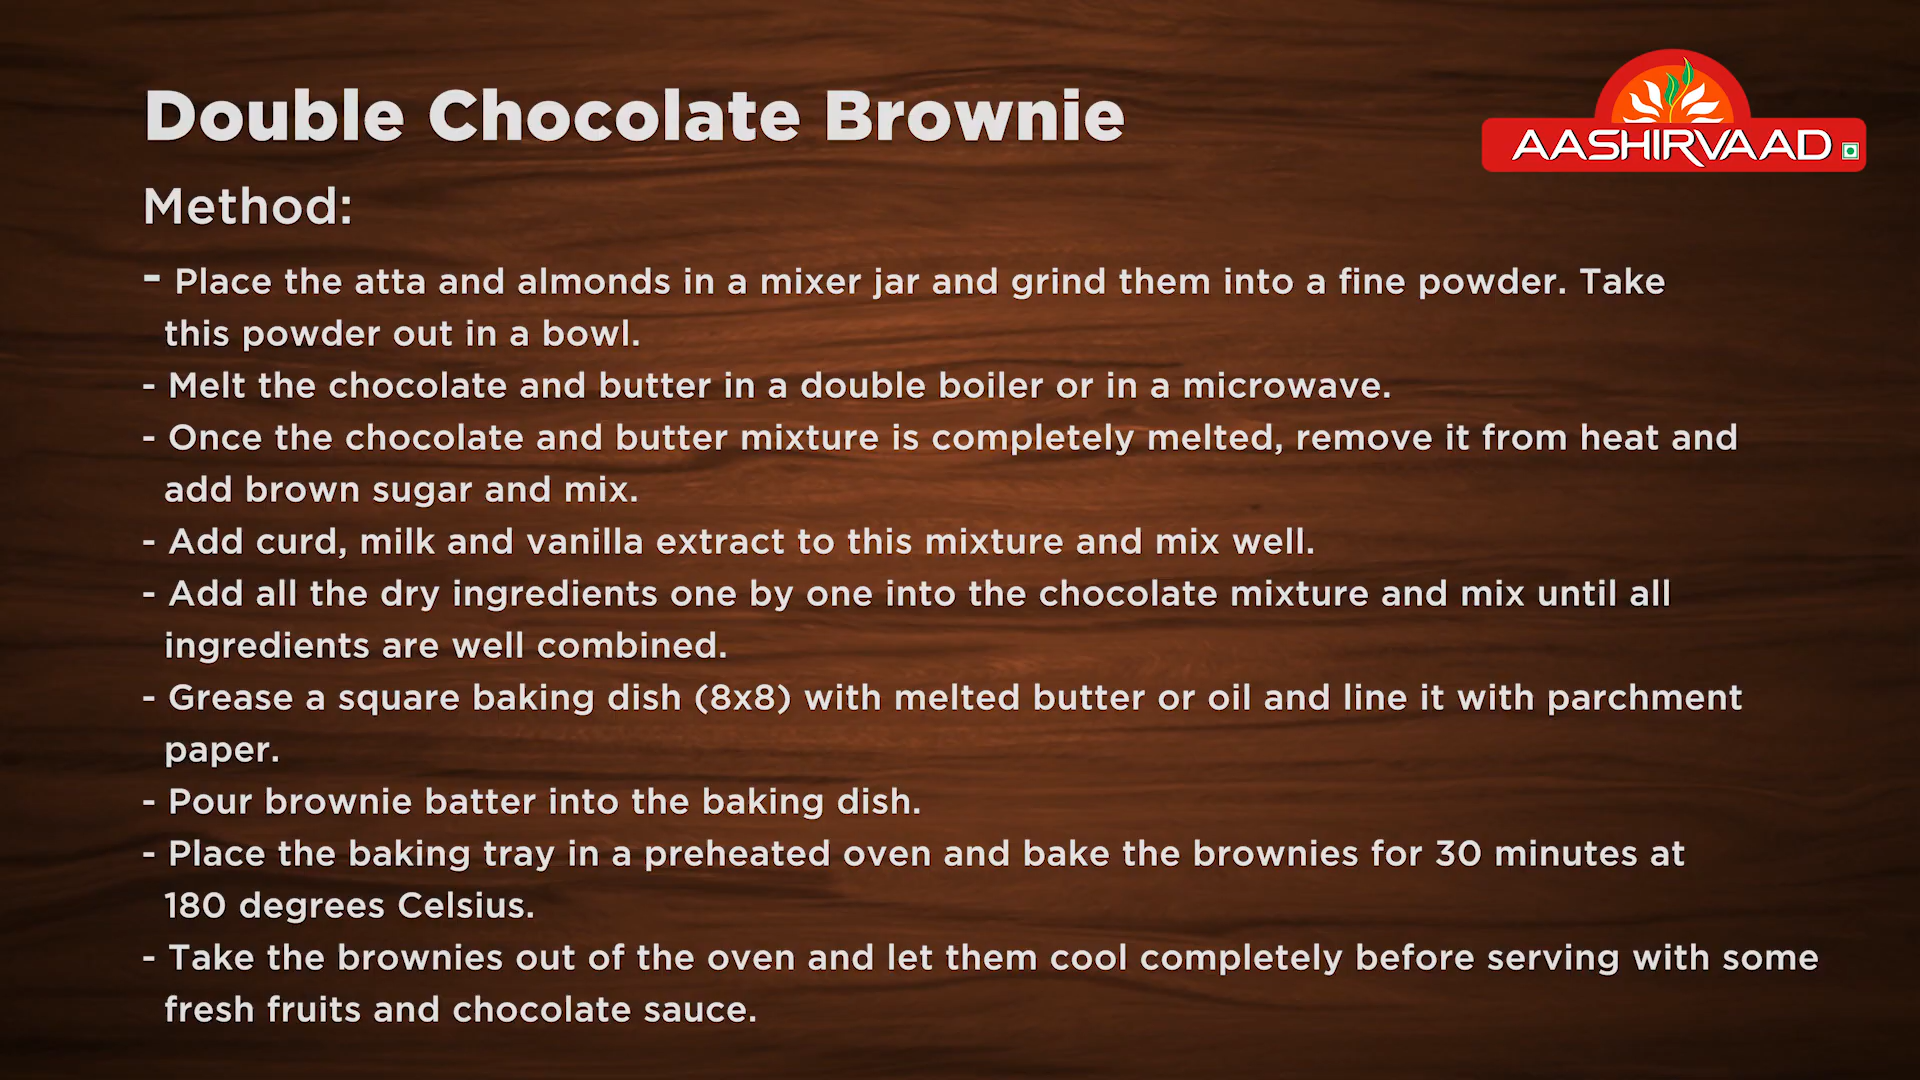 Double Chocolate Brownie
AASHIRVAAD
Method:
- Place the atta and almonds in a mixer jar and grind them into a fine powder. Take
this powder out in a bowl.
- Melt the chocolate and butter in a double boiler or in a microwave.
- Once the chocolate and butter mixture is completely melted, remove it from heat and
add brown sugar and mix.
- Add curd, milk and vanilla extract to this mixture and mix well.
- Add all the dry ingredients one by one into the chocolate mixture and mix until all
ingredients are well combined.
- Grease a square baking dish (8x8) with melted butter or oil and line it with parchment
paper.
- Pour brownie batter into the baking dish.
- Place the baking tray in a preheated oven and bake the brownies for 30 minutes at
180 degrees Celsius.
- Take the brownies out of the oven and let them cool completely before serving with some
fresh fruits and chocolate sauce.